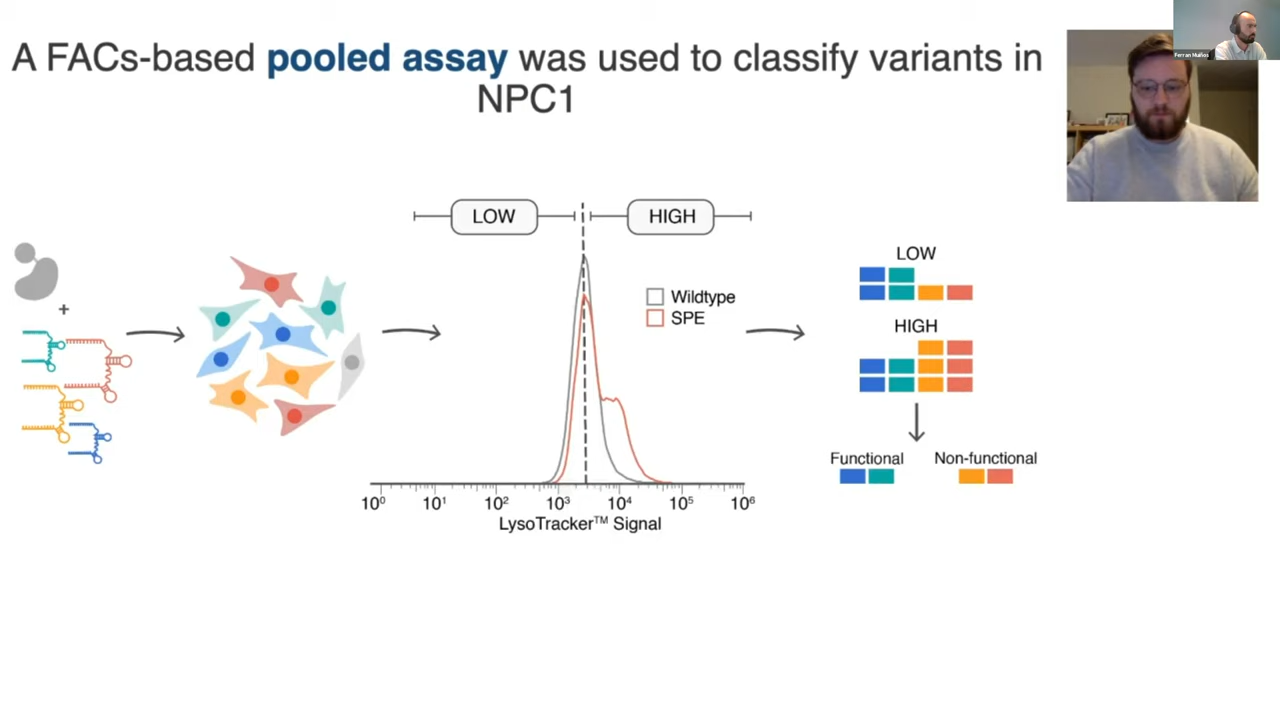 A FACs-based pooled assay was used to classify variants in
NPC1
Ferran Muiños
LOW
HIGH
Wildtype
SPE
+
10⁰ 10¹ 10² 10³ 10⁴ 10⁵ 10⁶
LysoTracker™ Signal
LOW
HIGH
Functional
Non-functional